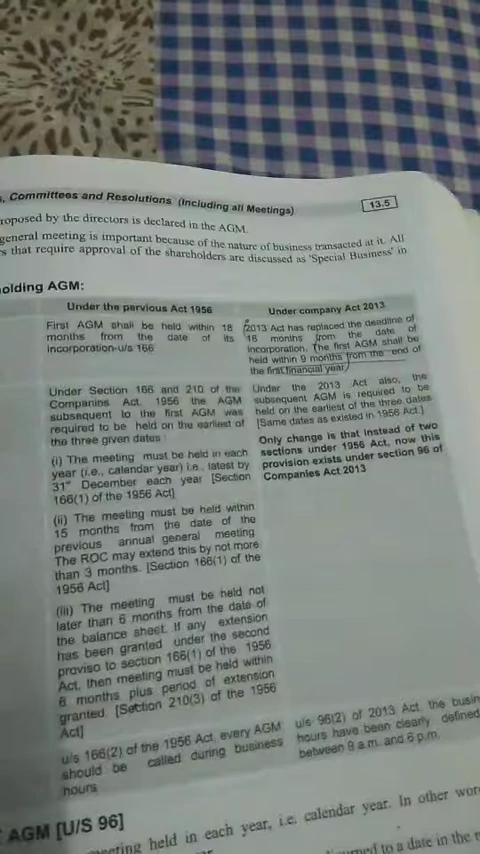 , Committees and Resolutions (Including all Meetings)
13.5
roposed by the directors is declared in the AGM.
general meeting is important because of the nature of business transacted at it. All
s that require approval of the shareholders are discussed as 'Special Business' in
olding AGM:
Under the pervious Act 1956
First AGM shall be held within 18
months from the date of its
incorporation-u/s 166
Under company Act 2013
2013 Act has replaced the deadline of
18 months from the date of
incorporation. The first AGM shall be
held within 9 months from the end of
the first financial year.
Under Section 166 and 210 of the
Companies Act, 1956 the AGM
subsequent to the first AGM was
required to be held on the earliest of
the three given dates :
(i) The meeting must be held in each
year (i.e., calendar year) i.e., latest by
31st December each year [Section
166(1) of the 1956 Act]
(ii) The meeting must be held within
15 months from the date of the
previous annual general meeting
The ROC may extend this by not more
than 3 months. [Section 166(1) of the
1956 Act]
(iii) The meeting must be held not
later than 6 months from the date of
the balance sheet. If any extension
has been granted under the second
proviso to section 166(1) of the 1956
Act, then meeting must be held within
6 months plus period of extension
granted. [Section 210(3) of the 1956
Act]
Under the 2013 Act also, the
subsequent AGM is required to be
held on the earliest of the three dates
[Same dates as existed in 1956 Act.]
Only change is that instead of two
sections under 1956 Act, now this
provision exists under section 96 of
Companies Act 2013
u/s 166(2) of the 1956 Act, every AGM
should be called during business
hours
u/s 96(2) of 2013 Act, the busin
hours have been clearly defined
between 9 a.m. and 6 p.m.
AGM [U/S 96]
eeting held in each year, i.e. calendar year. In other wor
ourned to a date in the n